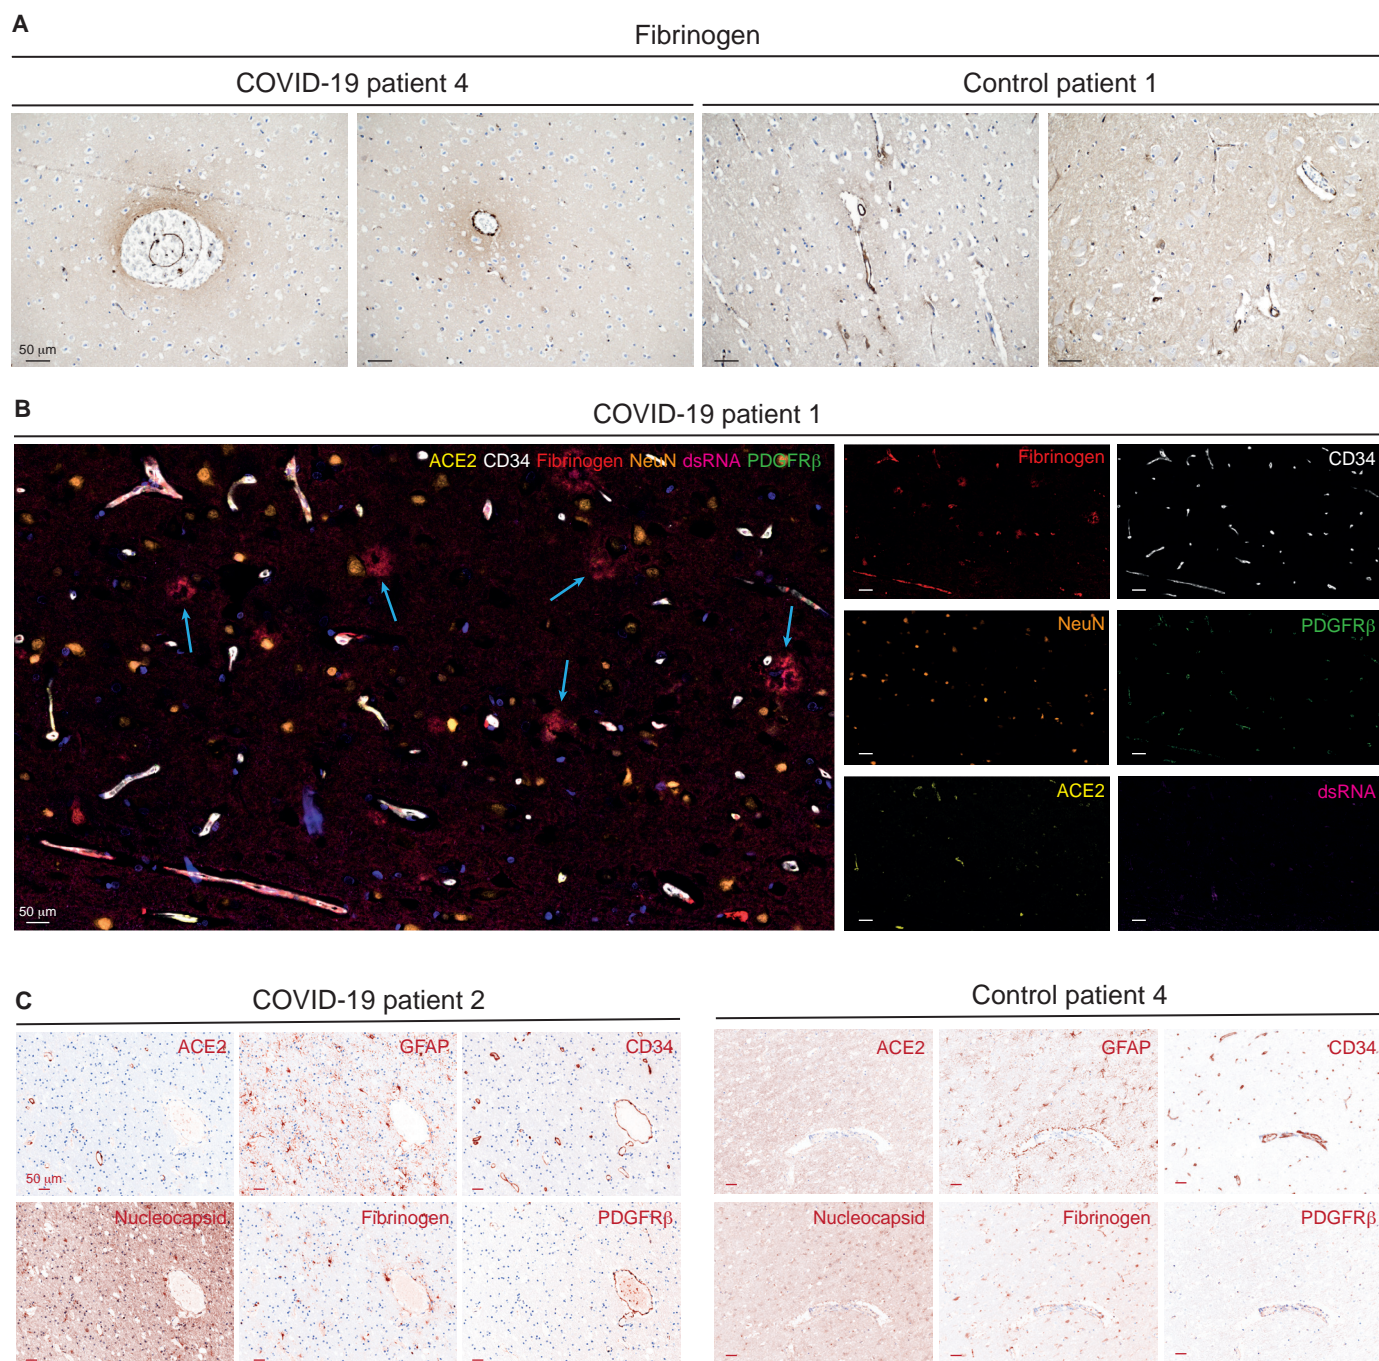 A
Fibrinogen
COVID-19 patient 4
Control patient 1
50 μm
B
COVID-19 patient 1
ACE2 CD34 Fibrinogen NeuN dsRNA PDGFRβ
Fibrinogen
CD34
NeuN
PDGFRβ
ACE2
dsRNA
50 μm
C
COVID-19 patient 2
Control patient 4
ACE2
GFAP
CD34
ACE2
GFAP
CD34
50 μm
Nucleocapsid
Fibrinogen
PDGFRβ
Nucleocapsid
Fibrinogen
PDGFRβ